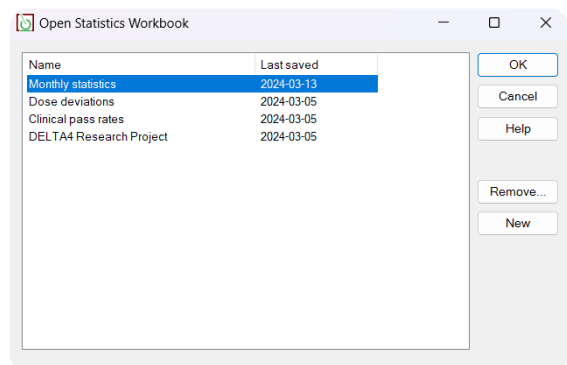 Open Statistics Workbook
Name Last saved
Monthly statistics 2024-03-13
Dose deviations 2024-03-05
Clinical pass rates 2024-03-05
DELTA4 Research Project 2024-03-05
OK
Cancel
Help
Remove...
New